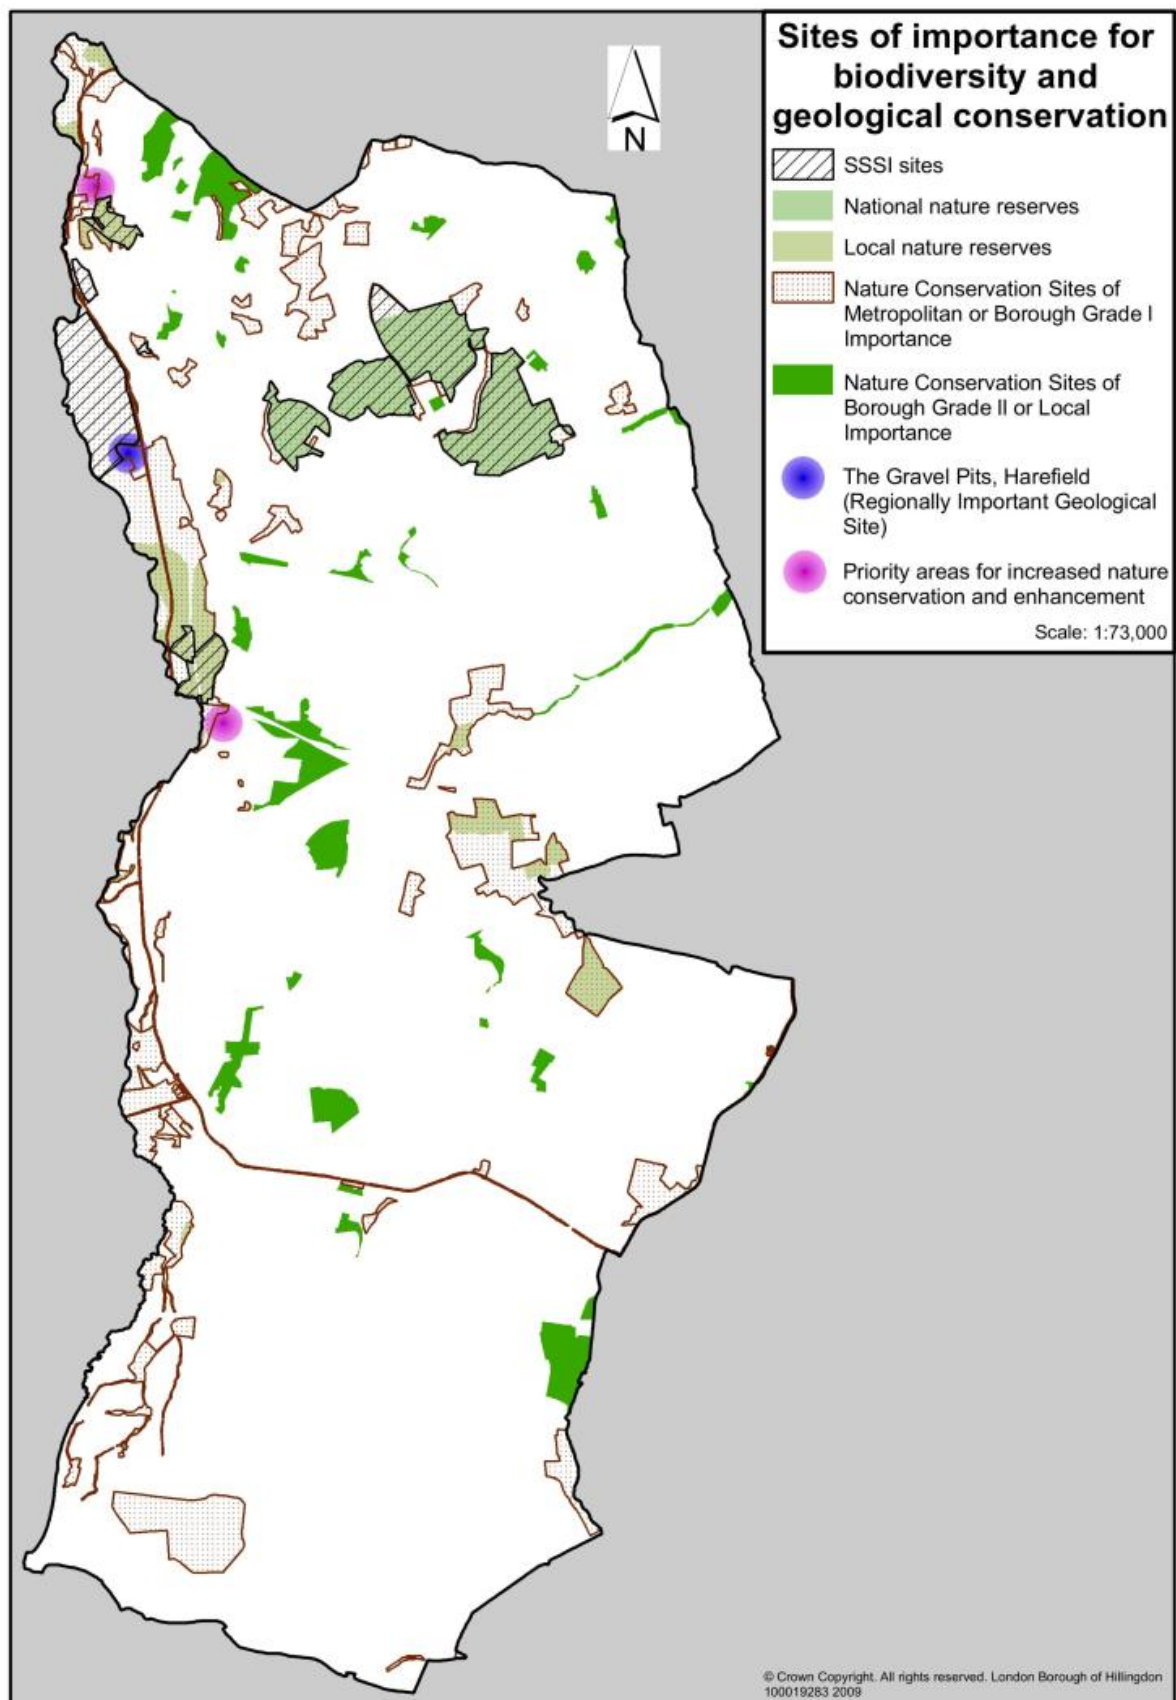 Sites of importance for
biodiversity and
geological conservation
N
SSSI sites
National nature reserves
Local nature reserves
Nature Conservation Sites of
Metropolitan or Borough Grade I
Importance
Nature Conservation Sites of
Borough Grade II or Local
Importance
The Gravel Pits, Harefield
(Regionally Important Geological
Site)
Priority areas for increased nature
conservation and enhancement
Scale: 1:73,000
© Crown Copyright. All rights reserved. London Borough of Hillingdon
100019283 2009